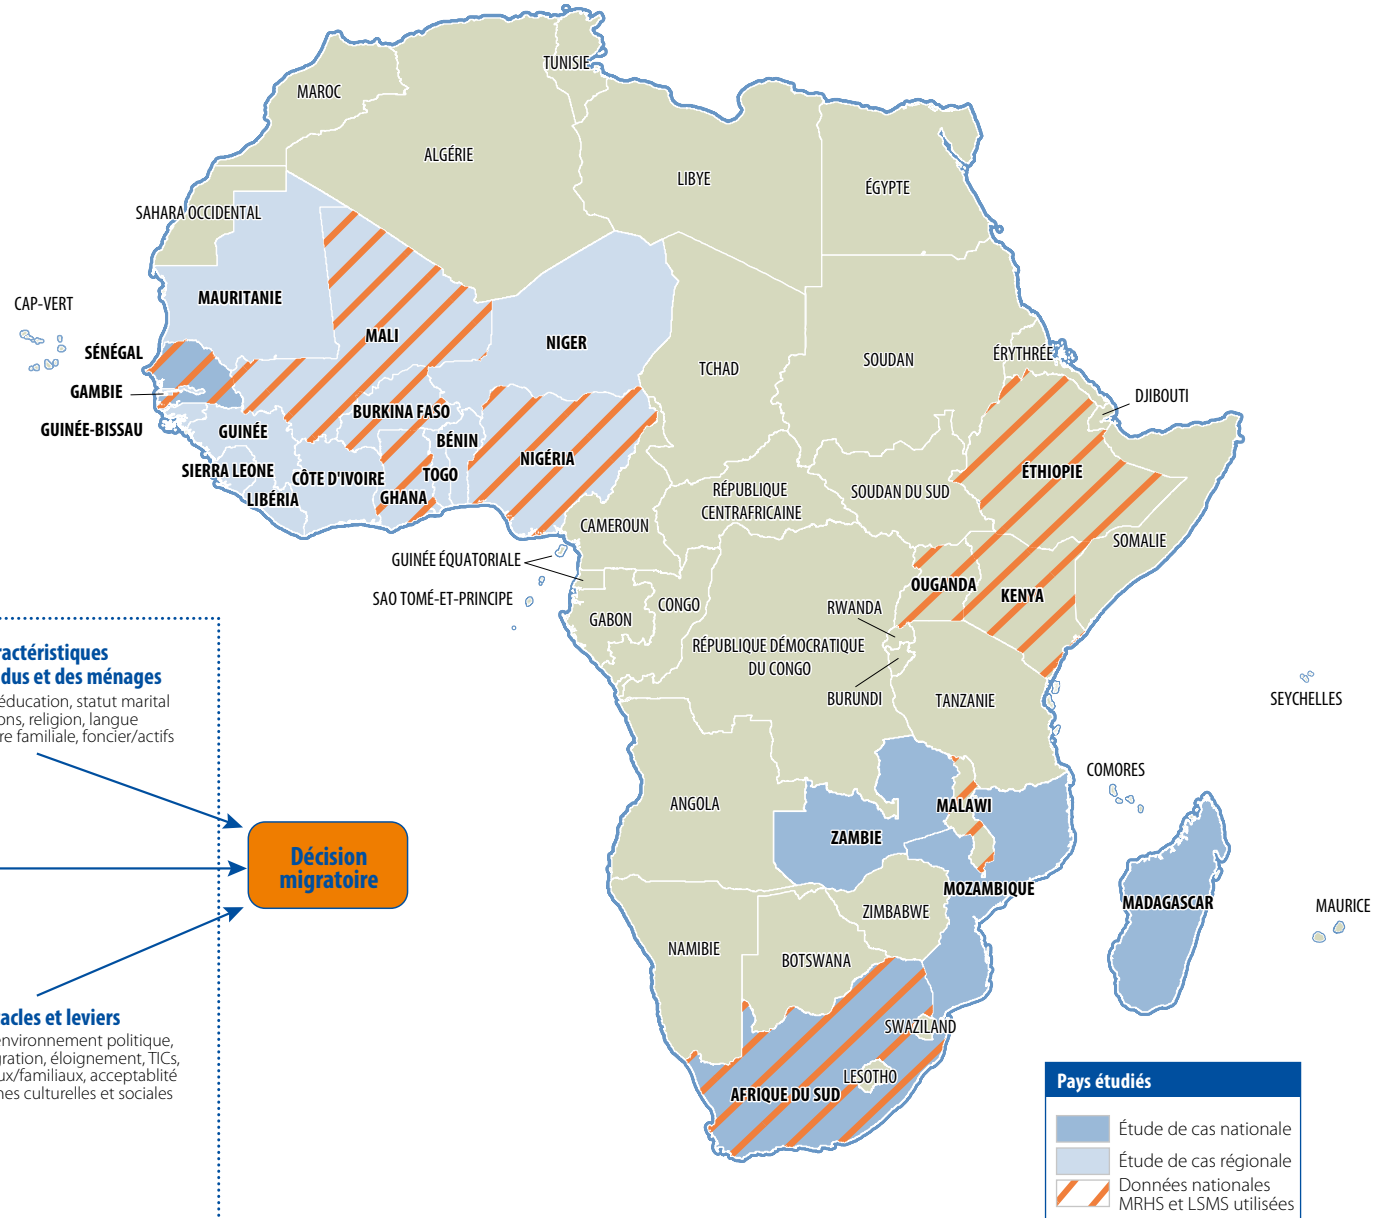 TUNISIE
MAROC
ALGÉRIE
LIBYE
ÉGYPTE
SAHARA OCCIDENTAL
MAURITANIE
CAP-VERT
MALI
NIGER
SÉNÉGAL
TCHAD
SOUDAN
ÉRYTHRÉE
GAMBIE
DJIBOUTI
GUINÉE-BISSAU
GUINÉE
BURKINA FASO
BÉNIN
NIGÉRIA
SIERRA LEONE
CÔTE D'IVOIRE
TOGO
ÉTHIOPIE
LIBÉRIA
GHANA
RÉPUBLIQUE
CENTRAFRICAINE
SOUDAN DU SUD
CAMEROUN
SOMALIE
GUINÉE ÉQUATORIALE
OUGANDA
KENYA
SAO TOMÉ-ET-PRINCIPE
GABON
CONGO
RWANDA
RÉPUBLIQUE DÉMOCRATIQUE
DU CONGO
BURUNDI
TANZANIE
SEYCHELLES
COMORES
ANGOLA
MALAWI
ZAMBIE
MOZAMBIQUE
MADAGASCAR
MAURICE
ZIMBABWE
NAMIBIE
BOTSWANA
SWAZILAND
LESOTHO
AFRIQUE DU SUD
ractéristiques
dus et des ménages
éducation, statut marital
ons, religion, langue
re familiale, foncier/actifs
Décision
migratoire
acles et leviers
environnement politique,
gration, éloignement, TICs,
ux/familiaux, acceptablité
nes culturelles et sociales
Pays étudiés
Étude de cas nationale
Étude de cas régionale
Données nationales
MRHS et LSMS utilisées